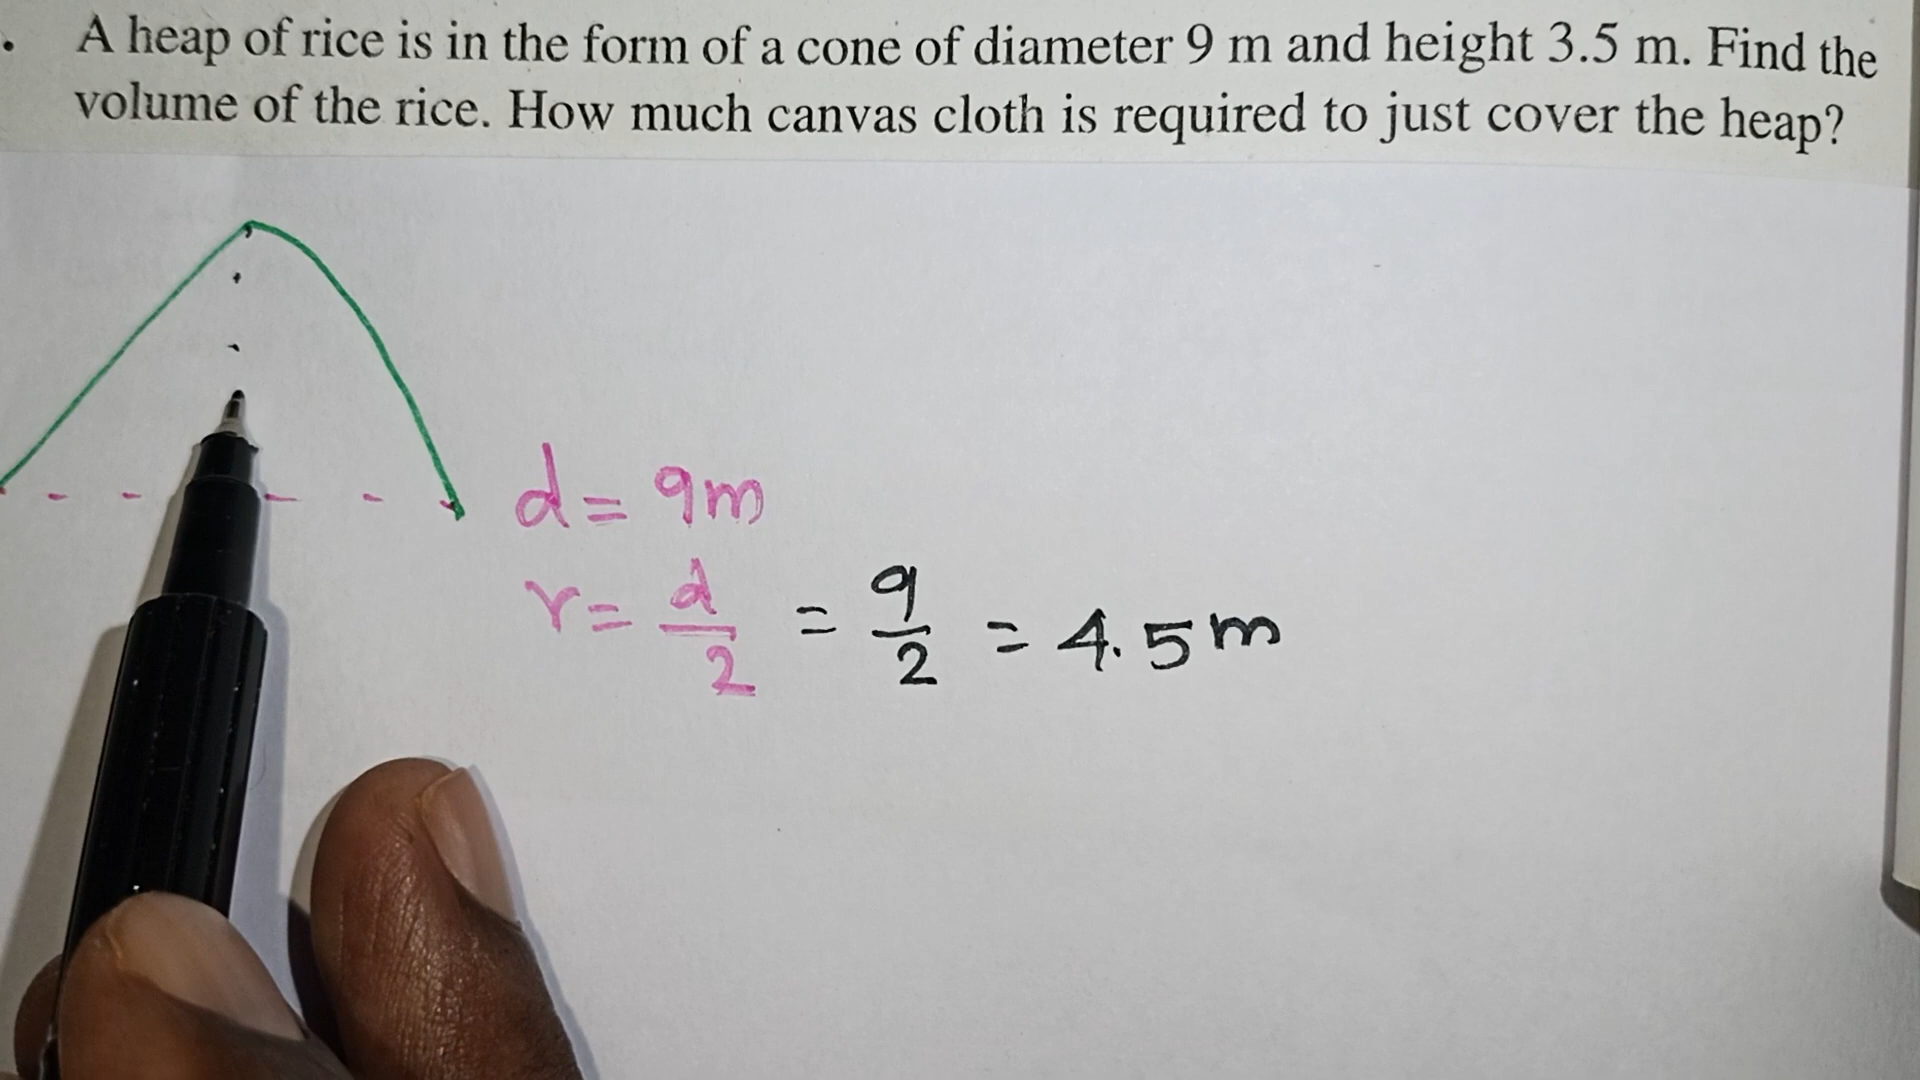 . A heap of rice is in the form of a cone of diameter 9 m and height 3.5 m. Find the
volume of the rice. How much canvas cloth is required to just cover the heap?
d = 9m
r = d/2 = 9/2 = 4.5m